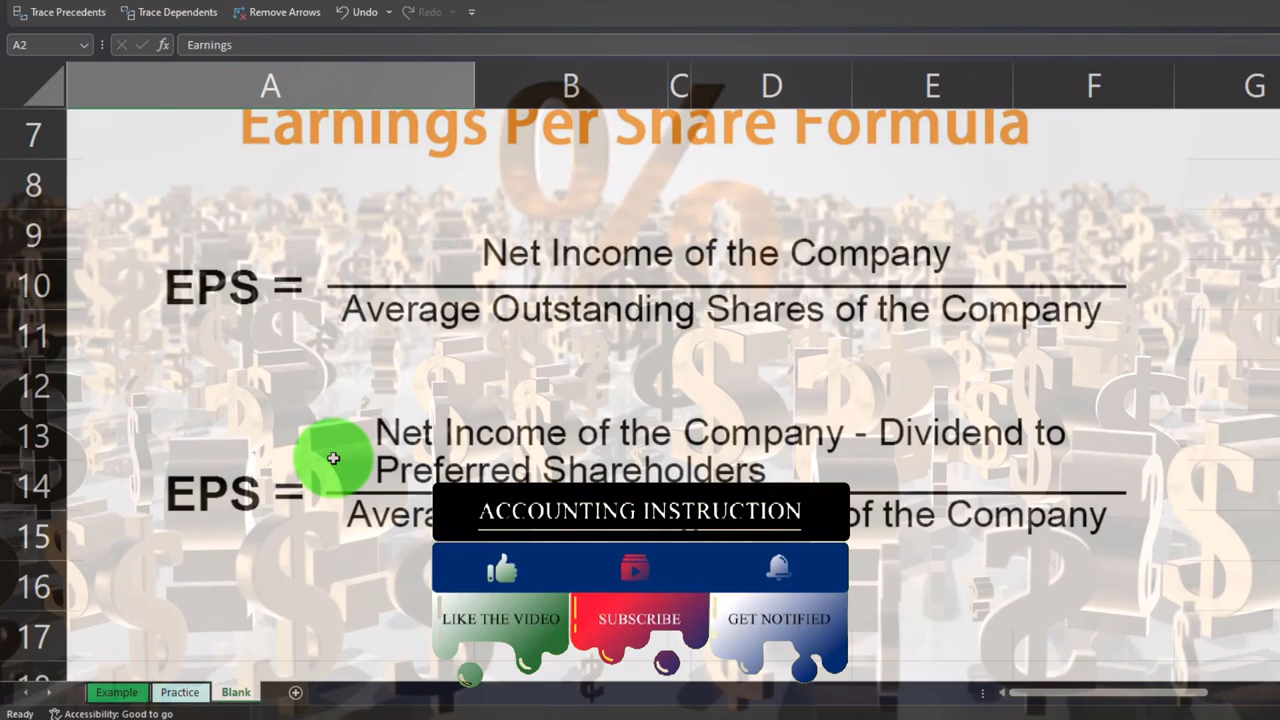 Trace Precedents Trace Dependents Remove Arrows Undo Redo
A2 fx Earnings
A B C D E F G
7 Earnings Per Share Formula
8
9 Net Income of the Company
10 EPS =
11 Average Outstanding Shares of the Company
12
13 Net Income of the Company - Dividend to
14 EPS = Preferred Shareholders
15 of the Company
ACCOUNTING INSTRUCTION
16
LIKE THE VIDEO SUBSCRIBE GET NOTIFIED
17
Example Practice Blank
Ready Accessibility: Good to go